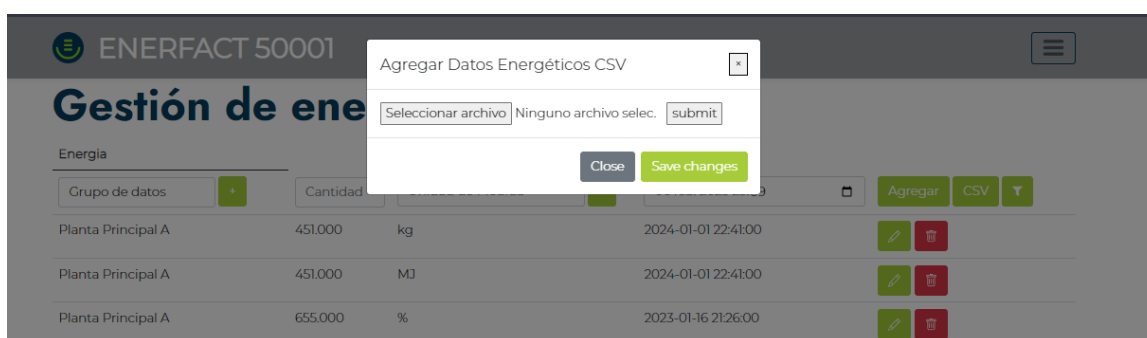 ENERFACT 50001
Agregar Datos Energéticos CSV
×
Gestión de ene
Seleccionar archivo Ninguno archivo selec. submit
Close Save changes
Energia
Grupo de datos + Cantidad Agregar CSV
Planta Principal A 451.000 kg 2024-01-01 22:41:00
Planta Principal A 451.000 MJ 2024-01-01 22:41:00
Planta Principal A 655.000 % 2023-01-16 21:26:00